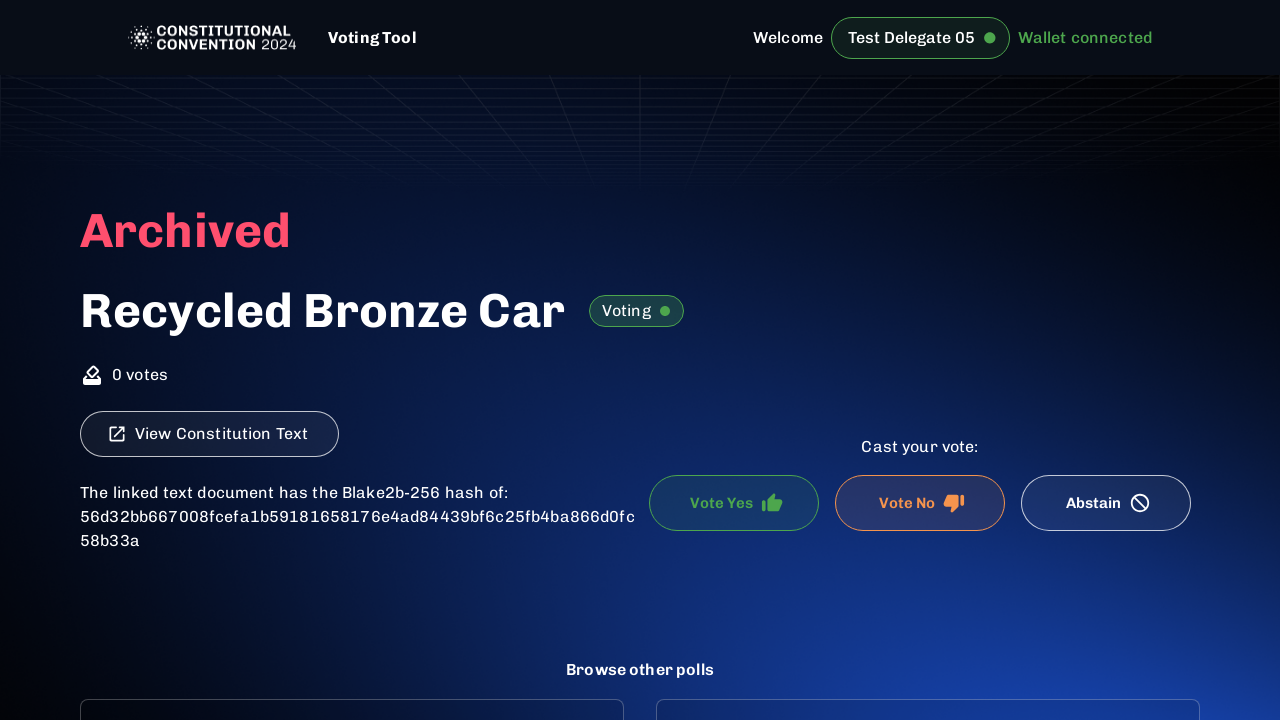 CONSTITUTIONAL
CONVENTION 2024
Voting Tool
Welcome
Test Delegate 05
Wallet connected
Archived
Recycled Bronze Car
Voting
0 votes
View Constitution Text
The linked text document has the Blake2b-256 hash of:
56d32bb667008fcefa1b59181658176e4ad84439bf6c25fb4ba866d0fc
58b33a
Cast your vote:
Vote Yes
Vote No
Abstain
Browse other polls